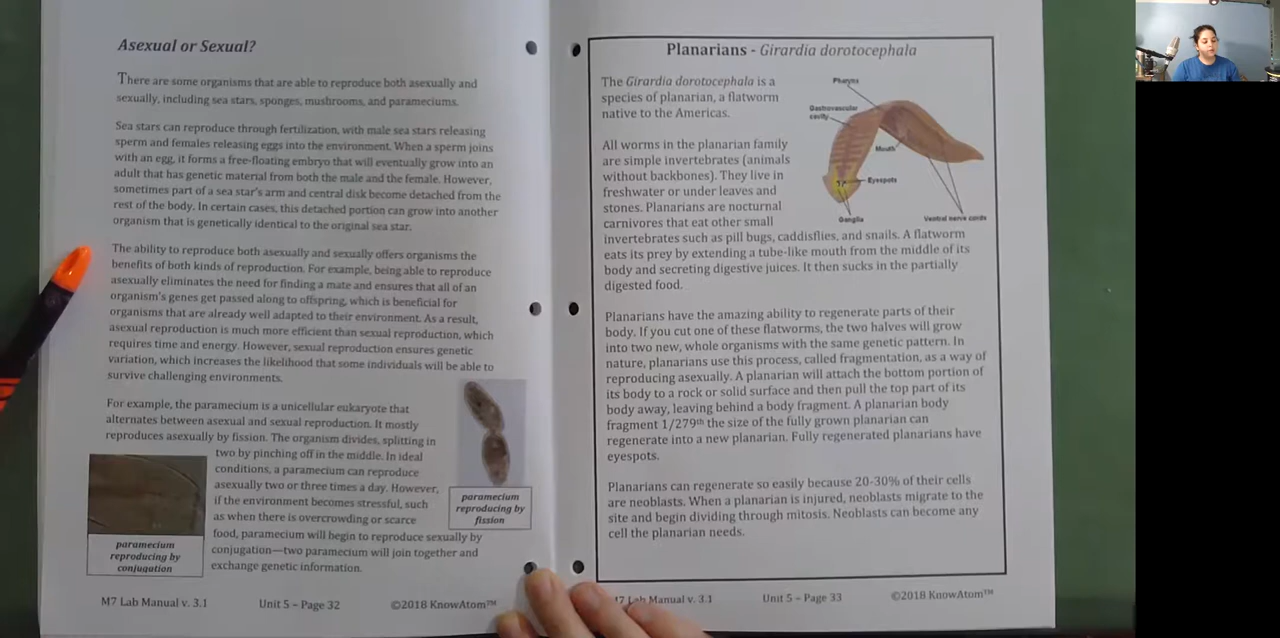 Asexual or Sexual?
There are some organisms that are able to reproduce both asexually and
sexually, including sea stars, sponges, mushrooms, and parameciums.
Sea stars can reproduce through fertilization, with male sea stars releasing
sperm and females releasing eggs into the environment. When a sperm joins
with an egg, it forms a free-floating embryo that will eventually grow into an
adult that has genetic material from both the male and the female. However,
sometimes part of a sea star's arm and central disk become detached from the
rest of the body. In certain cases, this detached portion can grow into another
organism that is genetically identical to the original sea star.
The ability to reproduce both asexually and sexually offers organisms the
benefits of both kinds of reproduction. For example, being able to reproduce
asexually eliminates the need for finding a mate and ensures that all of an
organism's genes get passed along to offspring, which is beneficial for
organisms that are already well adapted to their environment. As a result,
asexual reproduction is much more efficient than sexual reproduction, which
requires time and energy. However, sexual reproduction ensures genetic
variation, which increases the likelihood that some individuals will be able to
survive challenging environments.
For example, the paramecium is a unicellular eukaryote that
alternates between asexual and sexual reproduction. It mostly
reproduces asexually by fission. The organism divides, splitting in
two by pinching off in the middle. In ideal
conditions, a paramecium can reproduce
asexually two or three times a day. However,
if the environment becomes stressful, such
as when there is overcrowding or scarce
food, paramecium will begin to reproduce sexually by
conjugation—two paramecium will join together and
exchange genetic information.
paramecium
reproducing by
fission
paramecium
reproducing by
conjugation
M7 Lab Manual v. 3.1 Unit 5 – Page 32 ©2018 KnowAtom™
Planarians - Girardia dorotocephala
The Girardia dorotocephala is a
species of planarian, a flatworm
native to the Americas.
All worms in the planarian family
are simple invertebrates (animals
without backbones). They live in
freshwater or under leaves and
stones. Planarians are nocturnal
carnivores that eat other small
invertebrates such as pill bugs, caddisflies, and snails. A flatworm
eats its prey by extending a tube-like mouth from the middle of its
body and secreting digestive juices. It then sucks in the partially
digested food.
Pharynx
Gastrovascular
cavity
Mouth
Eyespots
Ganglia
Ventral nerve cords
Planarians have the amazing ability to regenerate parts of their
body. If you cut one of these flatworms, the two halves will grow
into two new, whole organisms with the same genetic pattern. In
nature, planarians use this process, called fragmentation, as a way of
reproducing asexually. A planarian will attach the bottom portion of
its body to a rock or solid surface and then pull the top part of its
body away, leaving behind a body fragment. A planarian body
fragment 1/279th the size of the fully grown planarian can
regenerate into a new planarian. Fully regenerated planarians have
eyespots.
Planarians can regenerate so easily because 20-30% of their cells
are neoblasts. When a planarian is injured, neoblasts migrate to the
site and begin dividing through mitosis. Neoblasts can become any
cell the planarian needs.
M7 Lab Manual v. 3.1 Unit 5 – Page 33 ©2018 KnowAtom™